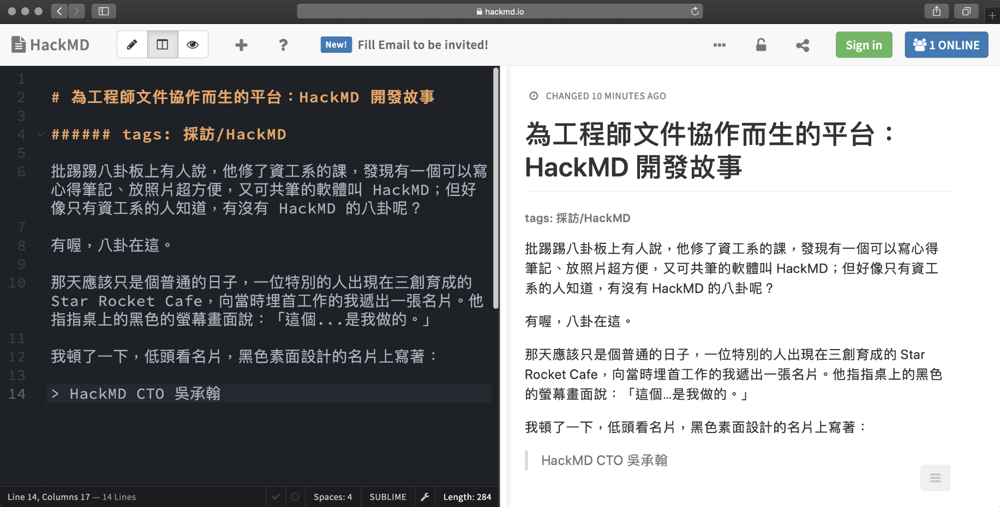 hackmd.io
HackMD
New! Fill Email to be invited!
Sign in
1 ONLINE
1
2 # 為工程師文件協作而生的平台：HackMD 開發故事
3
4 ###### tags: 採訪/HackMD
5
6 批踢踢八卦板上有人說，他修了資工系的課，發現有一個可以寫
心得筆記、放照片超方便，又可共筆的軟體叫 HackMD；但好
像只有資工系的人知道，有沒有 HackMD 的八卦呢？
7
8 有喔，八卦在這。
9
10 那天應該只是個普通的日子，一位特別的人出現在三創育成的
Star Rocket Cafe，向當時埋首工作的我遞出一張名片。他
指指桌上的黑色的螢幕畫面說：「這個...是我做的。」
11
12 我頓了一下，低頭看名片，黑色素面設計的名片上寫著：
13
14 > HackMD CTO 吳承翰
Line 14, Columns 17 — 14 Lines
Spaces: 4
SUBLIME
Length: 284
CHANGED 10 MINUTES AGO
為工程師文件協作而生的平台：
HackMD 開發故事
tags: 採訪/HackMD
批踢踢八卦板上有人說，他修了資工系的課，發現有一個可以寫心得
筆記、放照片超方便，又可共筆的軟體叫 HackMD；但好像只有資工
系的人知道，有沒有 HackMD 的八卦呢？
有喔，八卦在這。
那天應該只是個普通的日子，一位特別的人出現在三創育成的 Star
Rocket Cafe，向當時埋首工作的我遞出一張名片。他指指桌上的黑色
的螢幕畫面說：「這個...是我做的。」
我頓了一下，低頭看名片，黑色素面設計的名片上寫著：
HackMD CTO 吳承翰